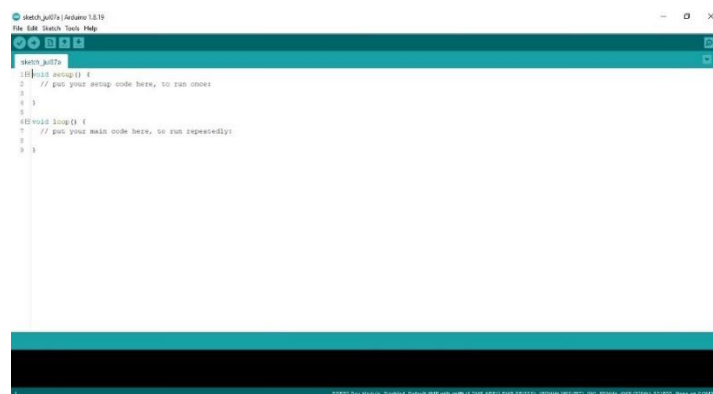 sketch_jul07a | Arduino 1.8.19
File Edit Sketch Tools Help
sketch_jul07a
1 void setup() {
2 // put your setup code here, to run once:
3
4 }
5
6 void loop() {
7 // put your main code here, to run repeatedly:
8
9 }